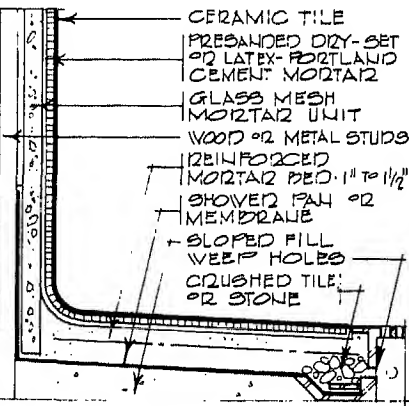 CERAMIC TILE
PRESANDED DRY-SET
OR LATEX-PORTLAND
CEMENT MORTAR
GLASS MESH
MORTAR UNIT
WOOD OR METAL STUDS
REINFORCED
MORTAR BED·1" TO 1½"
SHOWER PAN OR
MEMBRANE
SLOPED FILL
WEEP HOLES
CRUSHED TILE
OR STONE